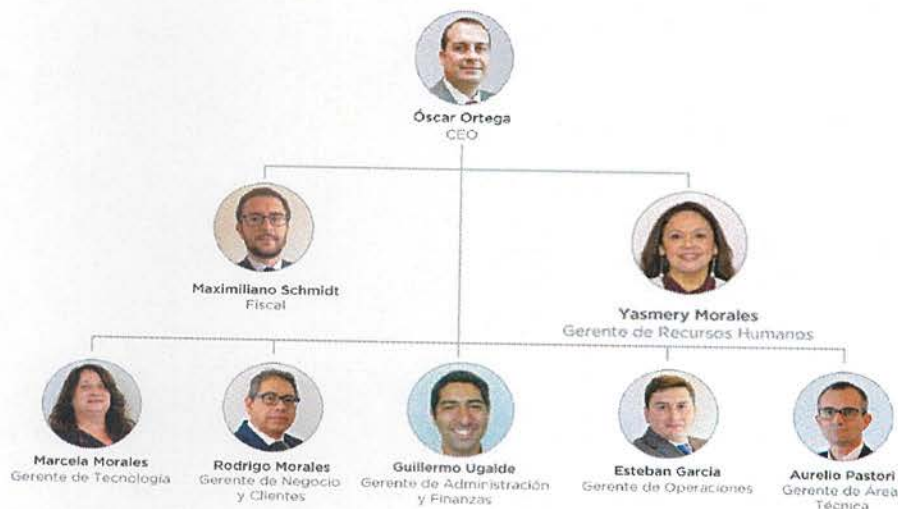 Óscar Ortega
CEO
Maximiliano Schmidt
Fiscal
Yasmery Morales
Gerente de Recursos Humanos
Marcela Morales
Gerente de Tecnología
Rodrigo Morales
Gerente de Negocio
y Clientes
Guillermo Ugalde
Gerente de Administración
y Finanzas
Esteban García
Gerente de Operaciones
Aurelio Pastori
Gerente de Área
Técnica